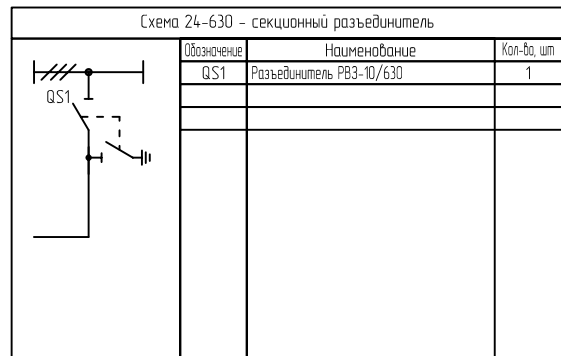 Схема 24-630 - секционный разъединитель
Обозначение Наименование Кол-во, шт
QS1 Разъединитель РВЗ-10/630 1
QS1